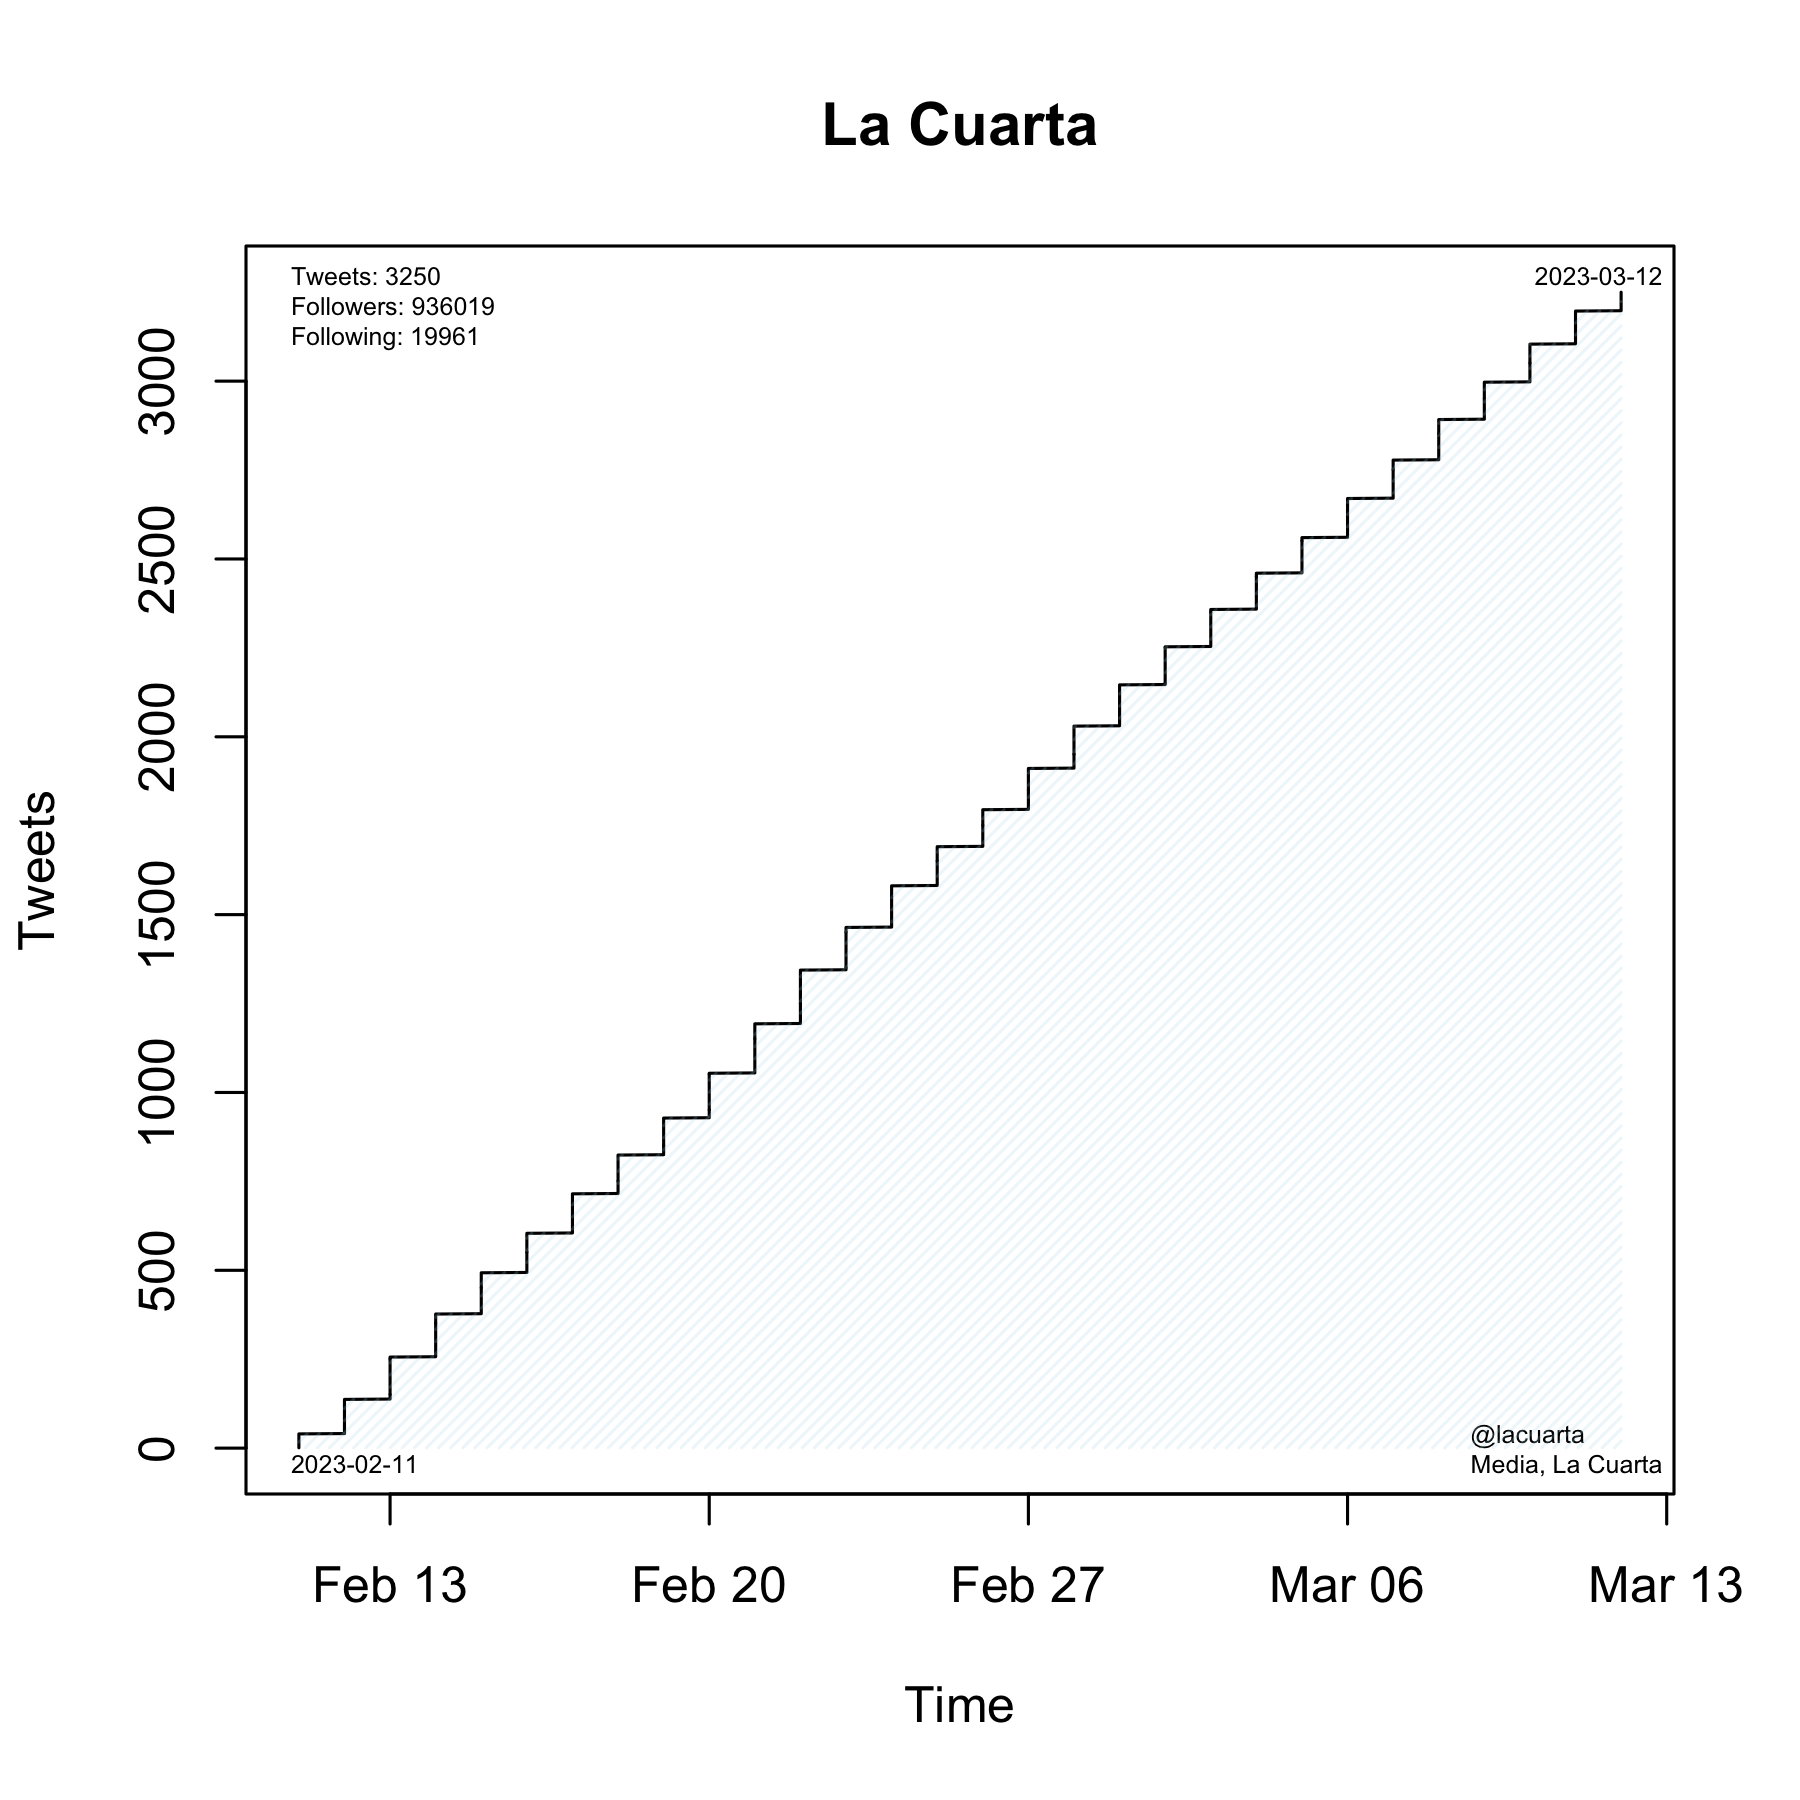 La Cuarta
Tweets: 3250
Followers: 936019
Following: 19961
2023-03-12
3000
2500
2000
1500
1000
500
0
Tweets
2023-02-11
@lacuarta
Media, La Cuarta
Feb 13
Feb 20
Feb 27
Mar 06
Mar 13
Time